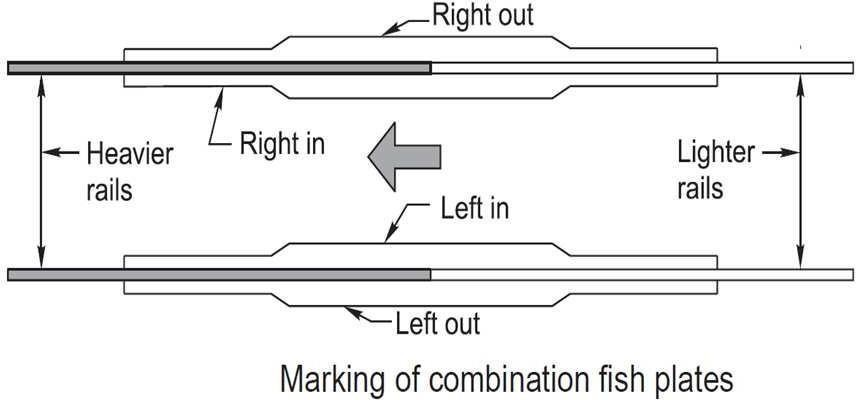 Right out
Right in
Heavier
rails
Lighter
rails
Left in
Left out
Marking of combination fish plates